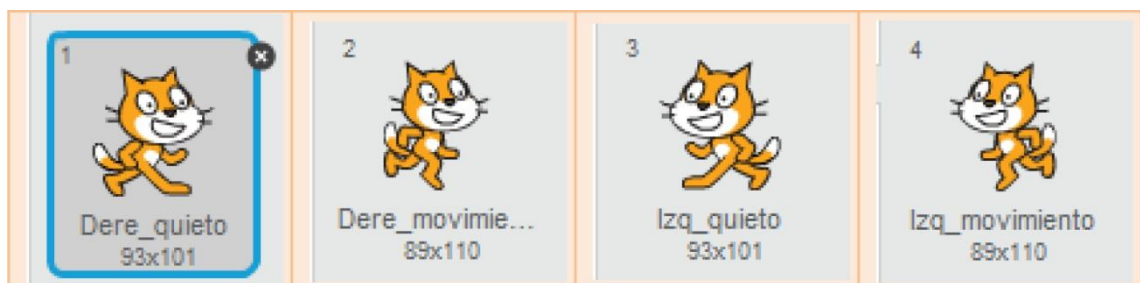 1
Dere_quieto
93x101
2
Dere_movimie...
89x110
3
Izq_quieto
93x101
4
Izq_movimiento
89x110